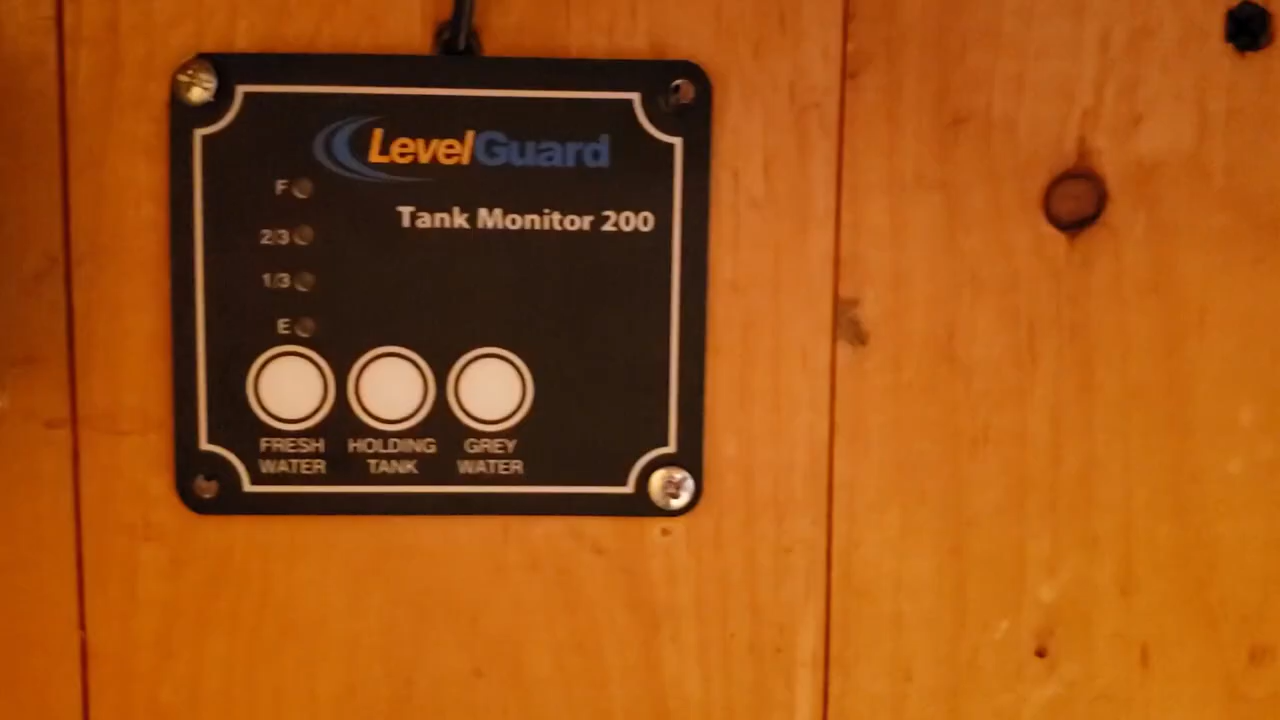 LevelGuard
Tank Monitor 200
F
2/3
1/3
E
FRESH WATER
HOLDING TANK
GREY WATER